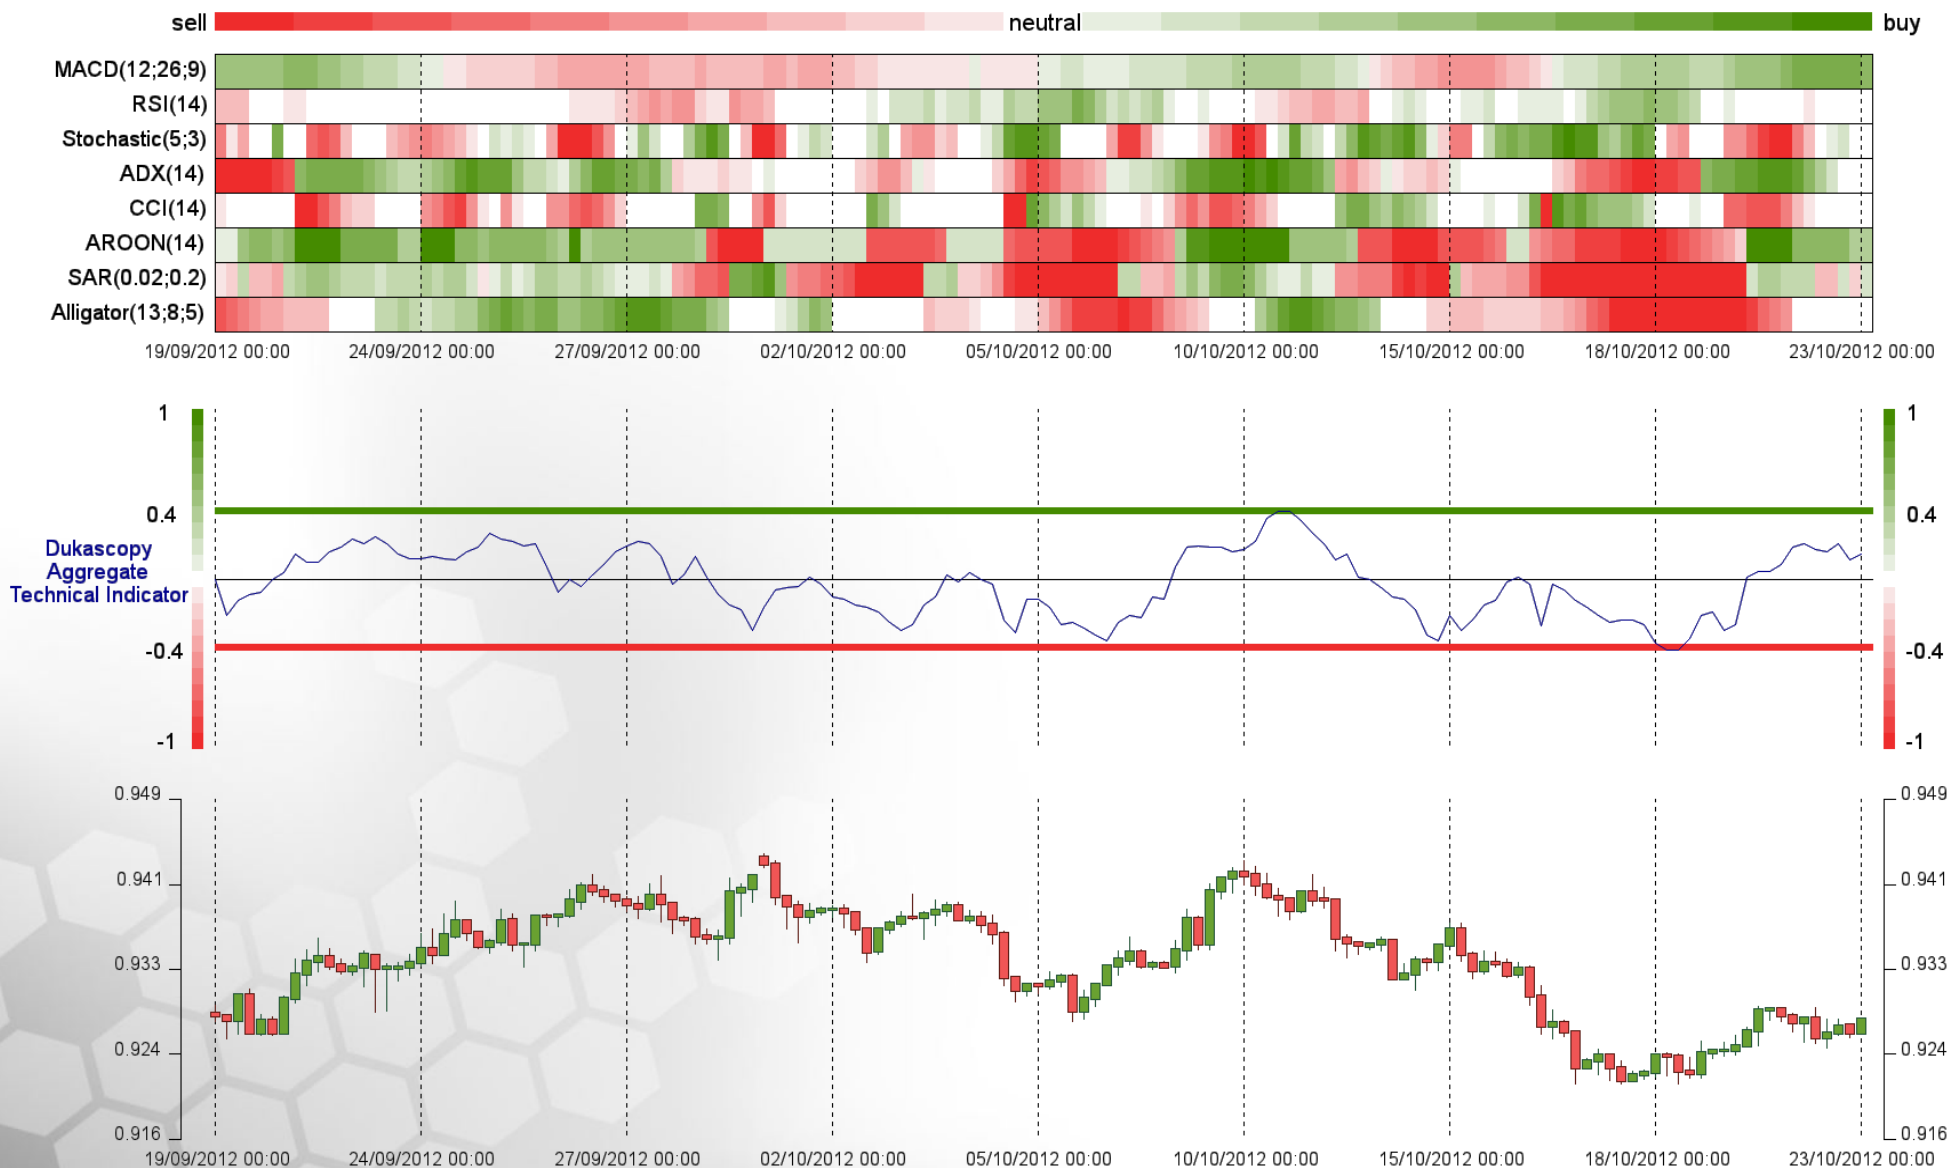 sell neutral buy
MACD(12;26;9)
RSI(14)
Stochastic(5;3)
ADX(14)
CCI(14)
AROON(14)
SAR(0.02;0.2)
Alligator(13;8;5)
19/09/2012 00:00 24/09/2012 00:00 27/09/2012 00:00 02/10/2012 00:00 05/10/2012 00:00 10/10/2012 00:00 15/10/2012 00:00 18/10/2012 00:00 23/10/2012 00:00
1 1
0.4 0.4
Dukascopy
Aggregate
Technical Indicator
-0.4 -0.4
-1 -1
0.949 0.949
0.941 0.941
0.933 0.933
0.924 0.924
0.916 0.916
19/09/2012 00:00 24/09/2012 00:00 27/09/2012 00:00 02/10/2012 00:00 05/10/2012 00:00 10/10/2012 00:00 15/10/2012 00:00 18/10/2012 00:00 23/10/2012 00:00